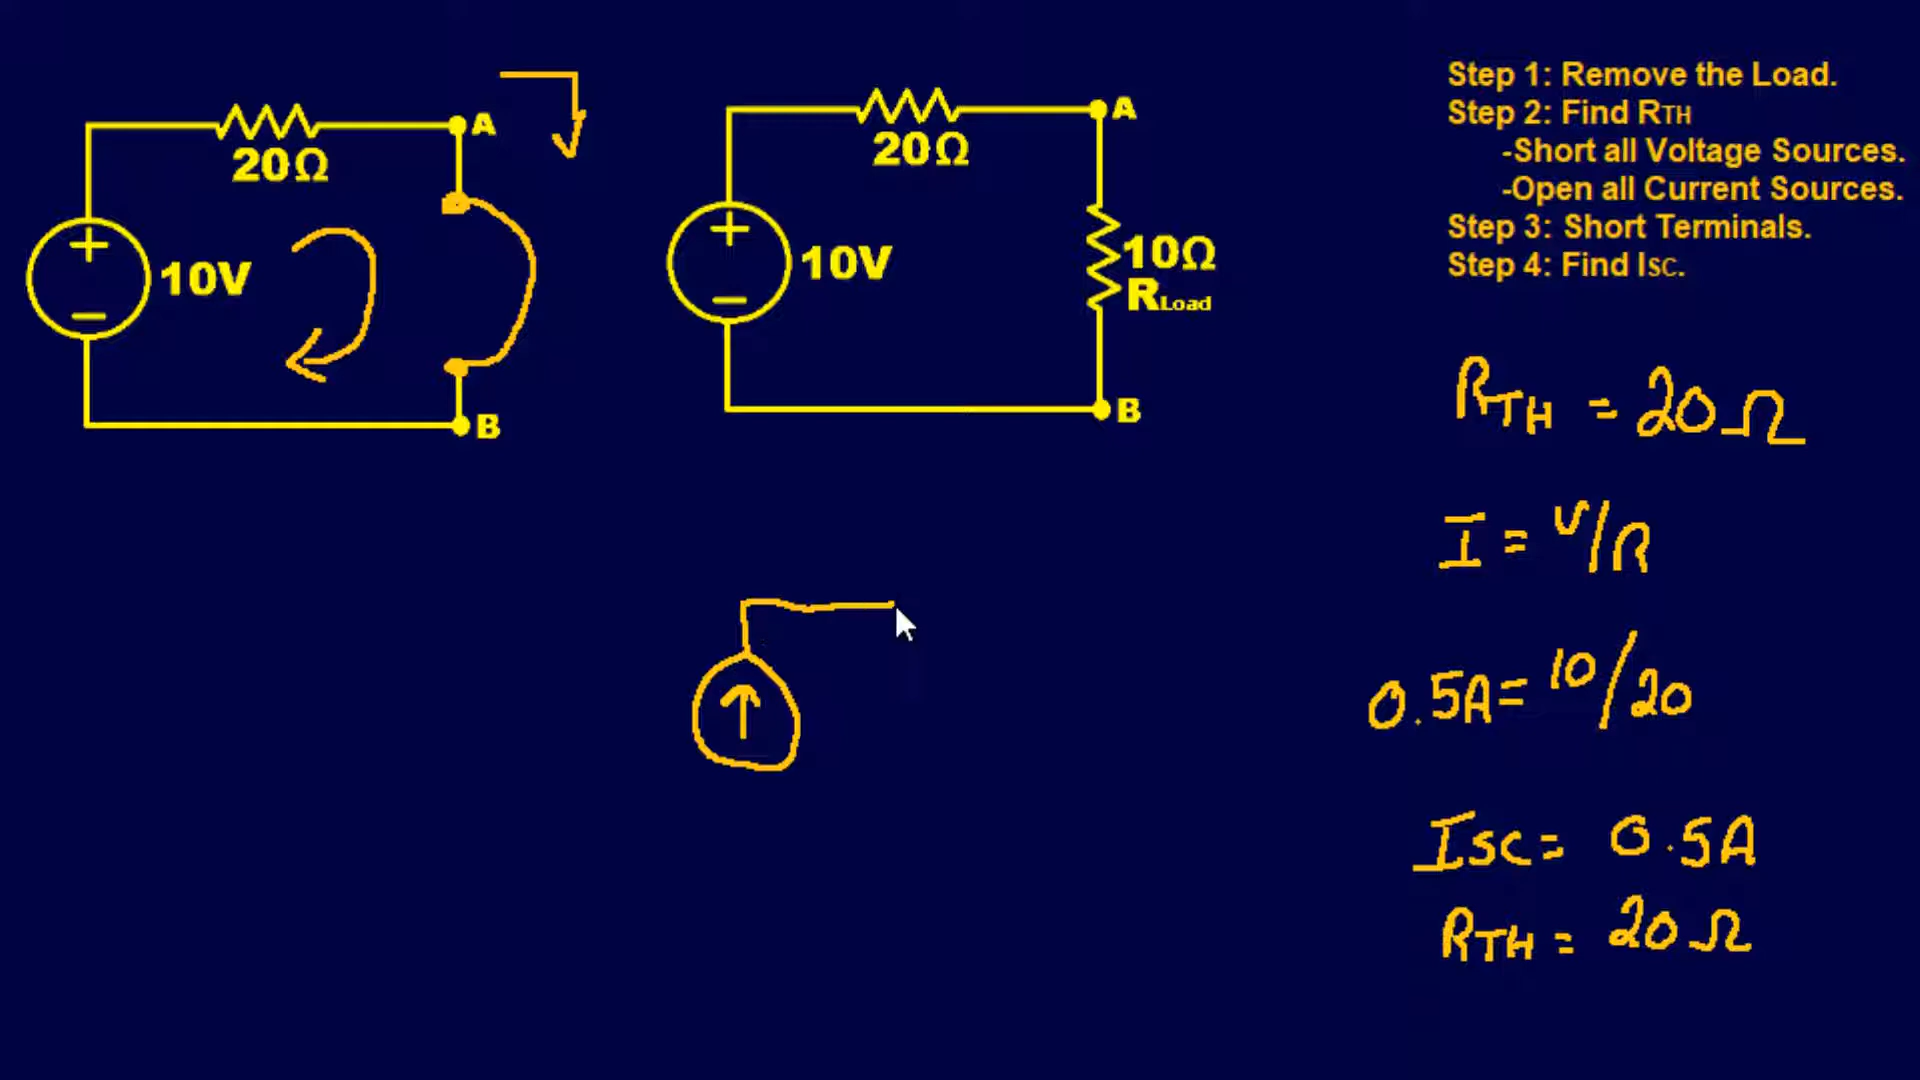 20Ω
A
10V
B
20Ω
A
10V
10Ω
RLoad
B
Step 1: Remove the Load.
Step 2: Find RTH
-Short all Voltage Sources.
-Open all Current Sources.
Step 3: Short Terminals.
Step 4: Find Isc.
RTH = 20Ω
I = V/R
0.5A = 10/20
Isc = 0.5A
RTH = 20Ω